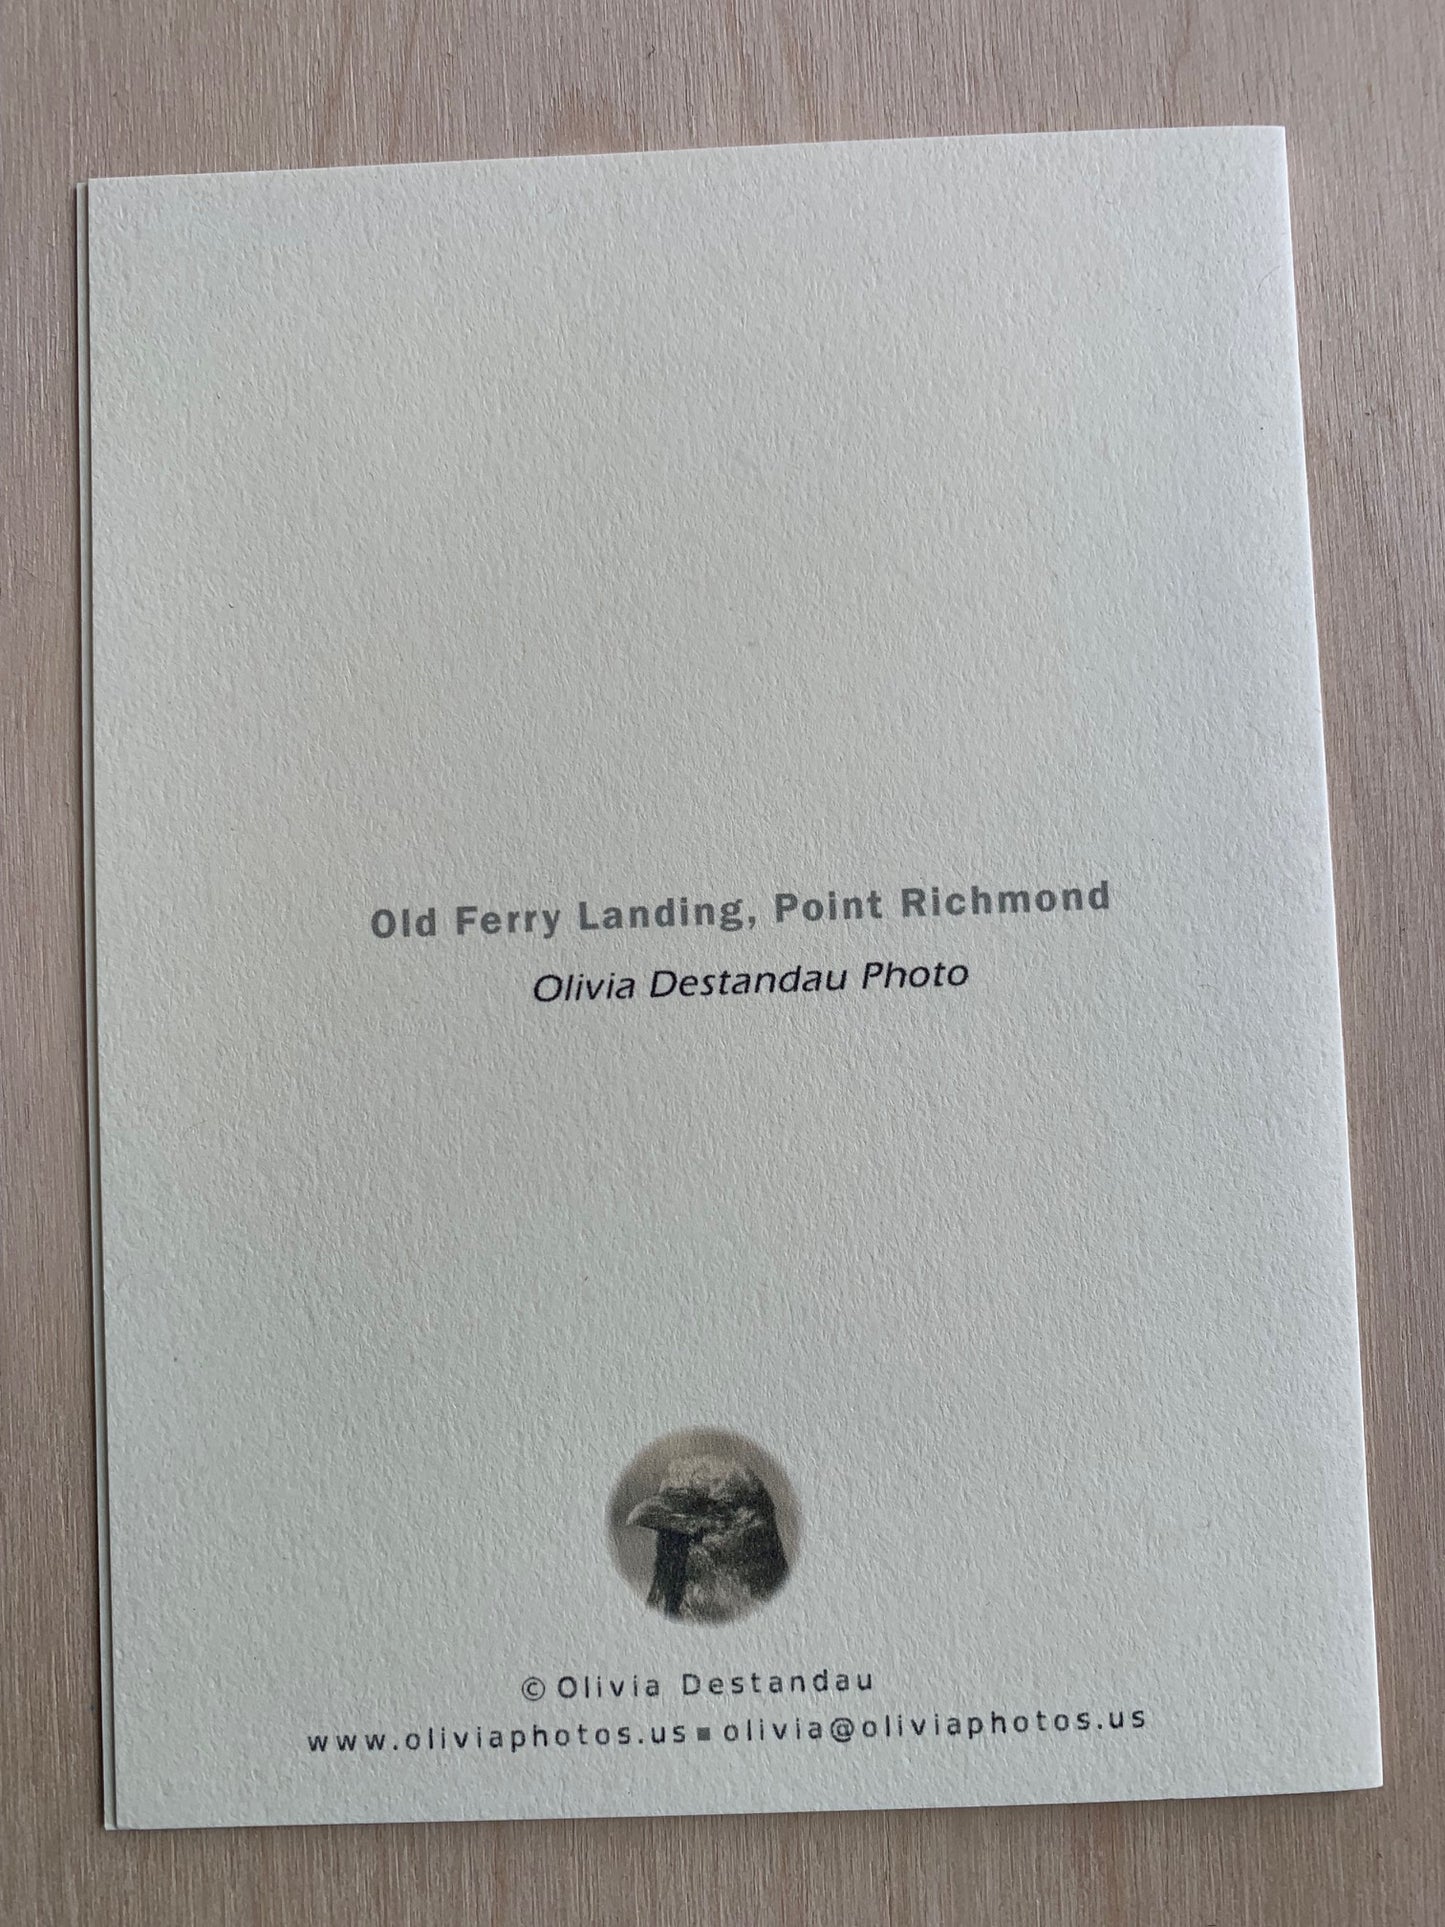 Old Ferry Landing, Point Richmond
Olivia Destandau Photo
© Olivia Destandau
www.oliviaphotos.us▪olivia@oliviaphotos.us